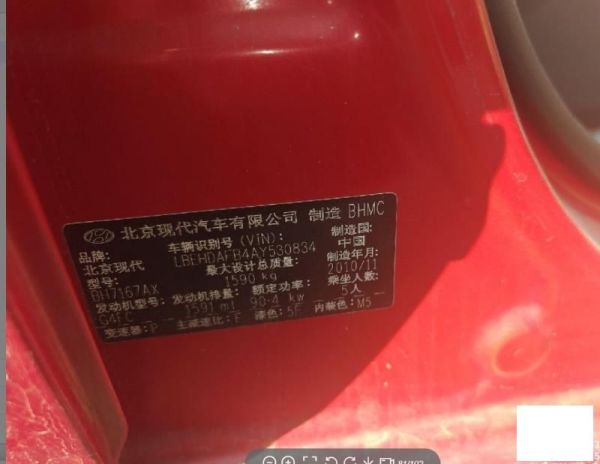 北京现代汽车有限公司 制造 BHMC
品牌: 车辆识别号(VIN): 制造国:
北京现代 LBEHDAFB4AY530834 中国
型号: 最大设计总质量: 制造年月:
BH7167AX 1590 kg 2010/11
发动机型号: 发动机排量: 额定功率: 乘坐人数:
G4FC 1591 ml 90.4 kw 5人
变速器:P 主减速比:F 漆色:5F 内装色:M5
81/102